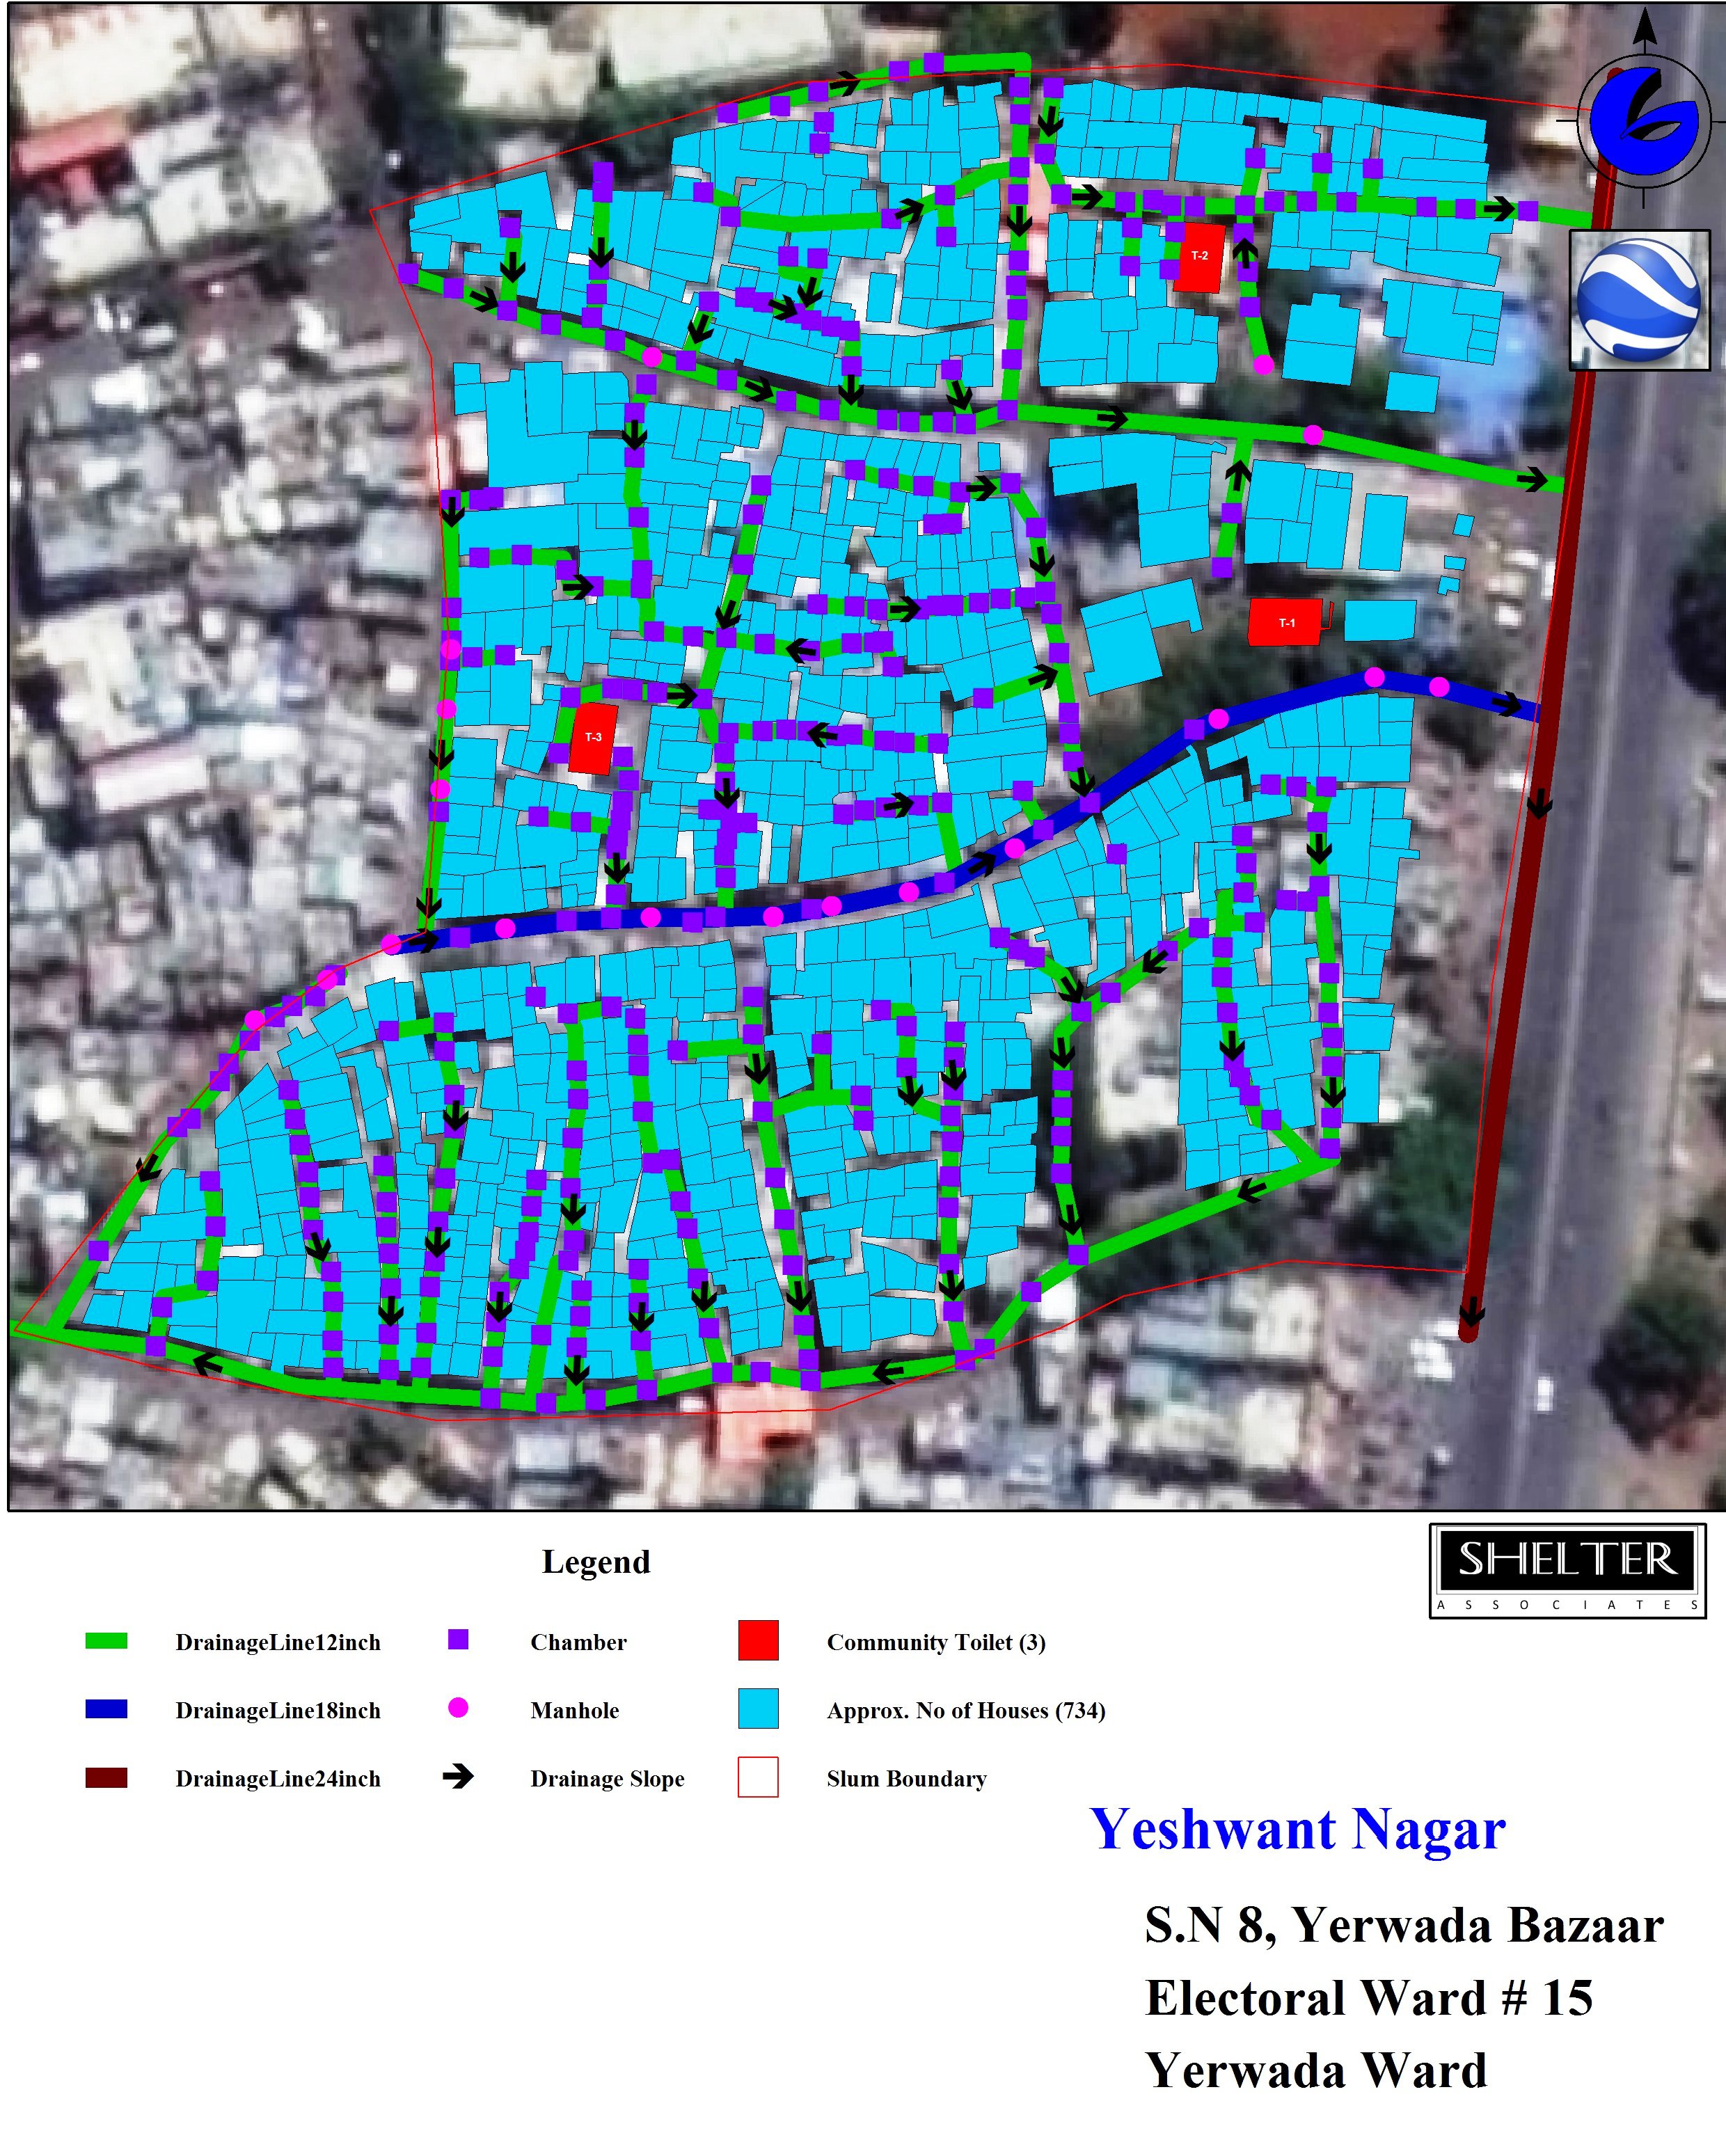 T-2
T-1
T-3
SHELTER
ASSOCIATES
Legend
DrainageLine12inch
Chamber
Community Toilet (3)
DrainageLine18inch
Manhole
Approx. No of Houses (734)
DrainageLine24inch
Drainage Slope
Slum Boundary
Yeshwant Nagar
S.N 8, Yerwada Bazaar
Electoral Ward # 15
Yerwada Ward